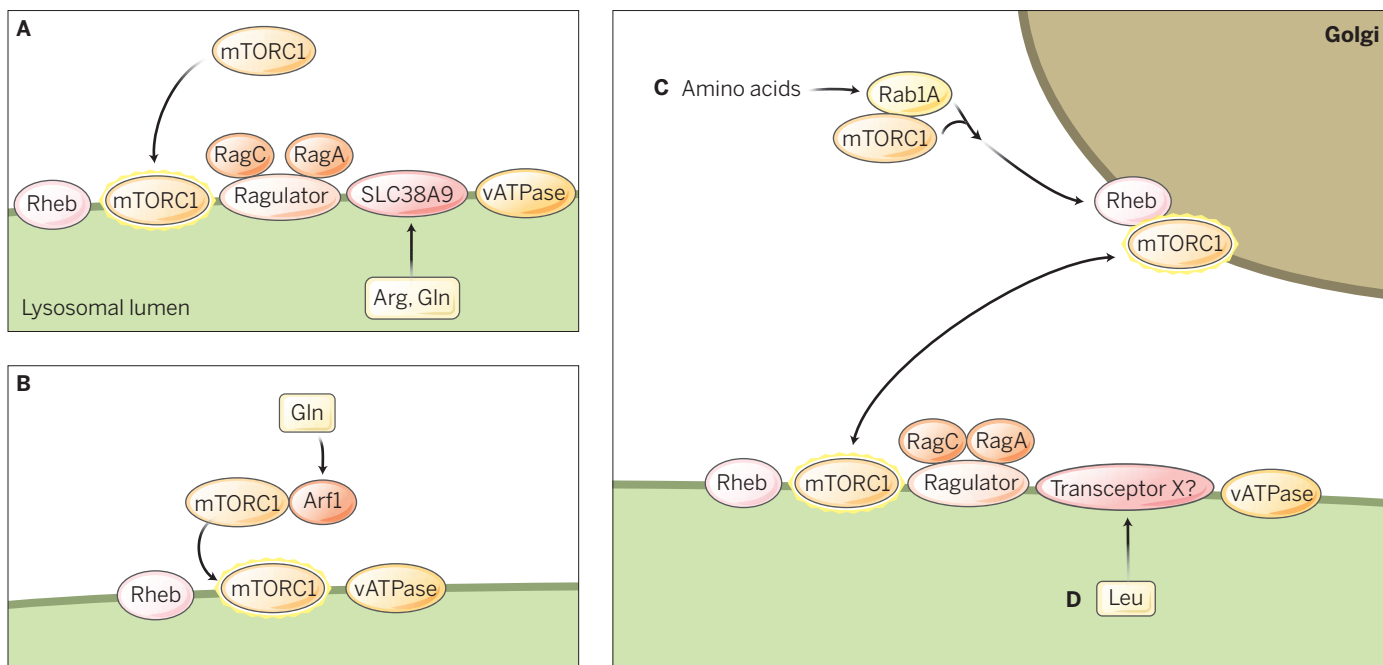 A
mTORC1
RagC
RagA
Rheb
mTORC1
Ragulator
SLC38A9
vATPase
Arg, Gln
Lysosomal lumen
B
Gln
mTORC1
Arf1
Rheb
mTORC1
vATPase
Golgi
C Amino acids
Rab1A
mTORC1
Rheb
mTORC1
RagC
RagA
Rheb
mTORC1
Ragulator
Transceptor X?
vATPase
D Leu